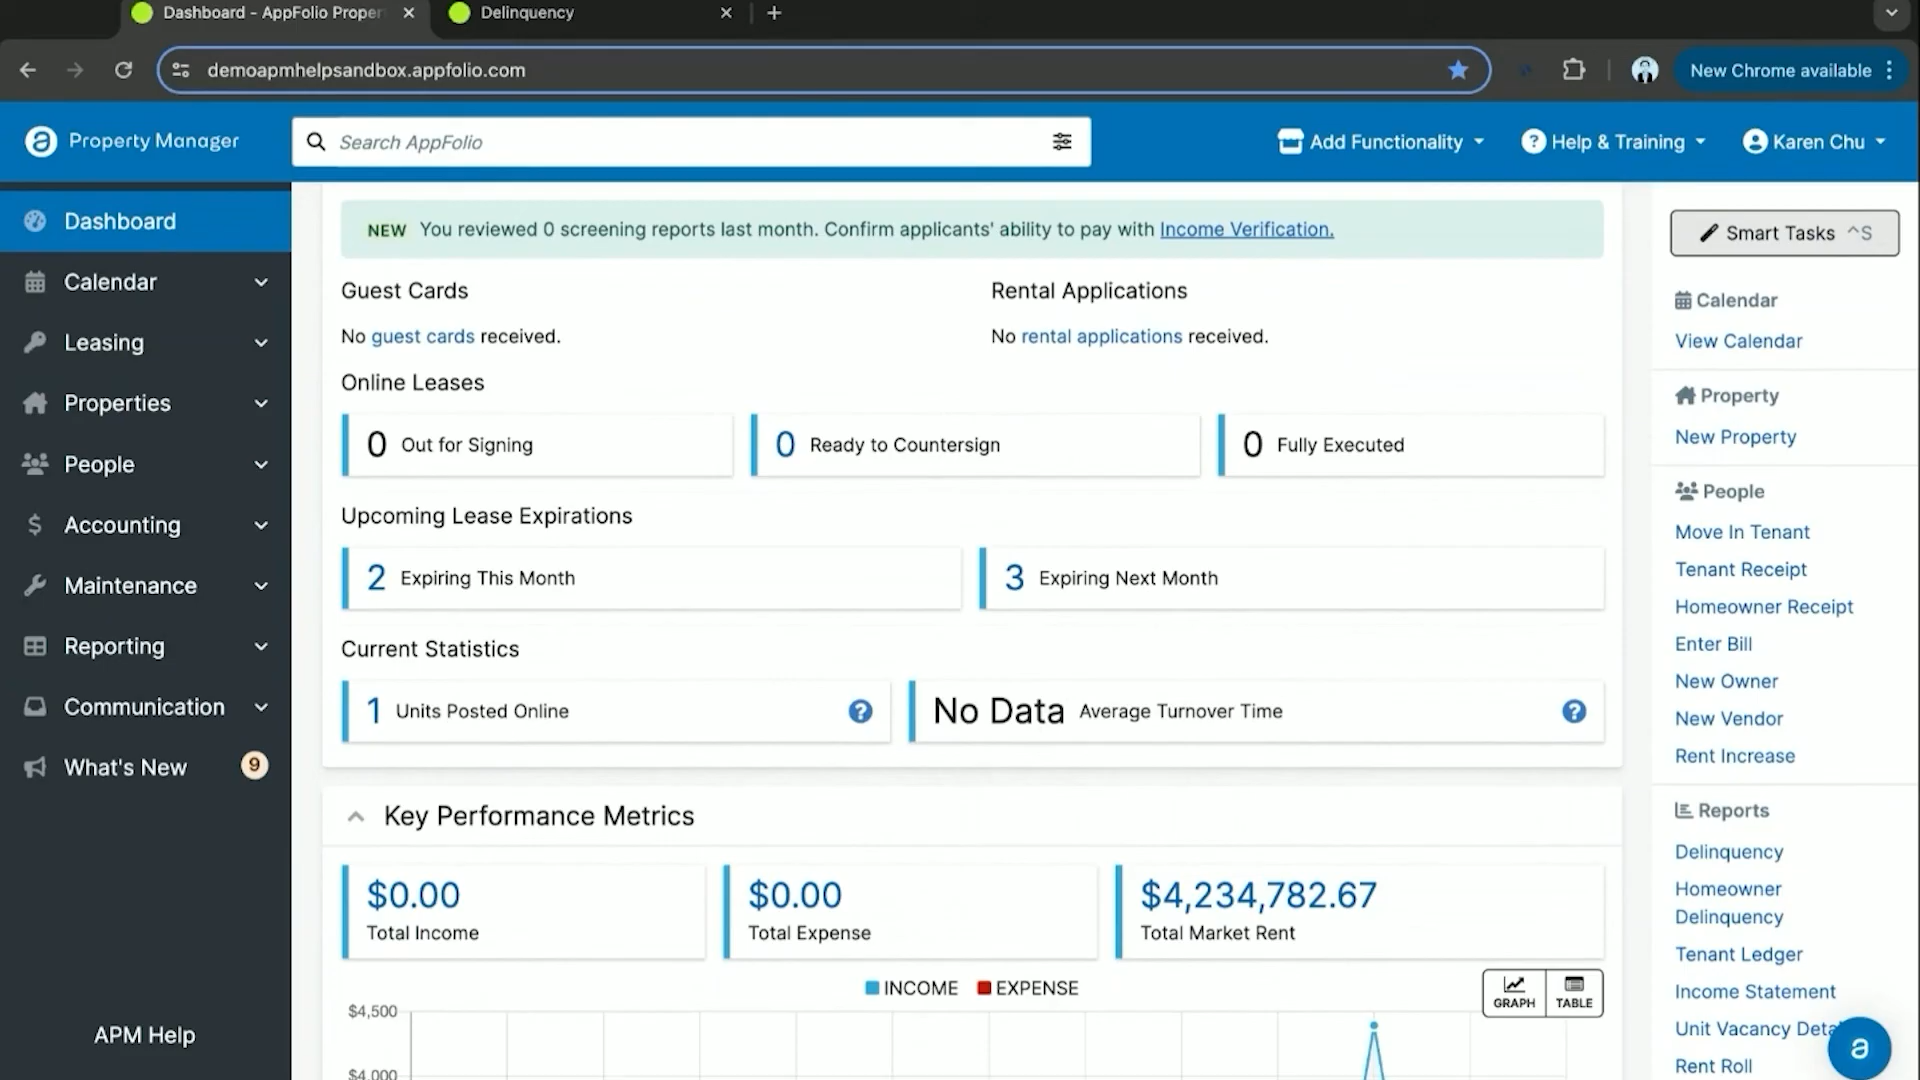 Dashboard - AppFolio Proper
Delinquency
demoapmhelpsandbox.appfolio.com
New Chrome available
Property Manager
Search AppFolio
Add Functionality
Help & Training
Karen Chu
Dashboard
Calendar
Leasing
Properties
People
Accounting
Maintenance
Reporting
Communication
What's New 9
APM Help
NEW You reviewed 0 screening reports last month. Confirm applicants' ability to pay with Income Verification.
Guest Cards
No guest cards received.
Rental Applications
No rental applications received.
Online Leases
0 Out for Signing
0 Ready to Countersign
0 Fully Executed
Upcoming Lease Expirations
2 Expiring This Month
3 Expiring Next Month
Current Statistics
1 Units Posted Online ?
No Data Average Turnover Time ?
Key Performance Metrics
$0.00
Total Income
$0.00
Total Expense
$4,234,782.67
Total Market Rent
INCOME EXPENSE
GRAPH TABLE
$4,500
$4,000
Smart Tasks ^S
Calendar
View Calendar
Property
New Property
People
Move In Tenant
Tenant Receipt
Homeowner Receipt
Enter Bill
New Owner
New Vendor
Rent Increase
Reports
Delinquency
Homeowner
Delinquency
Tenant Ledger
Income Statement
Unit Vacancy Deta
Rent Roll